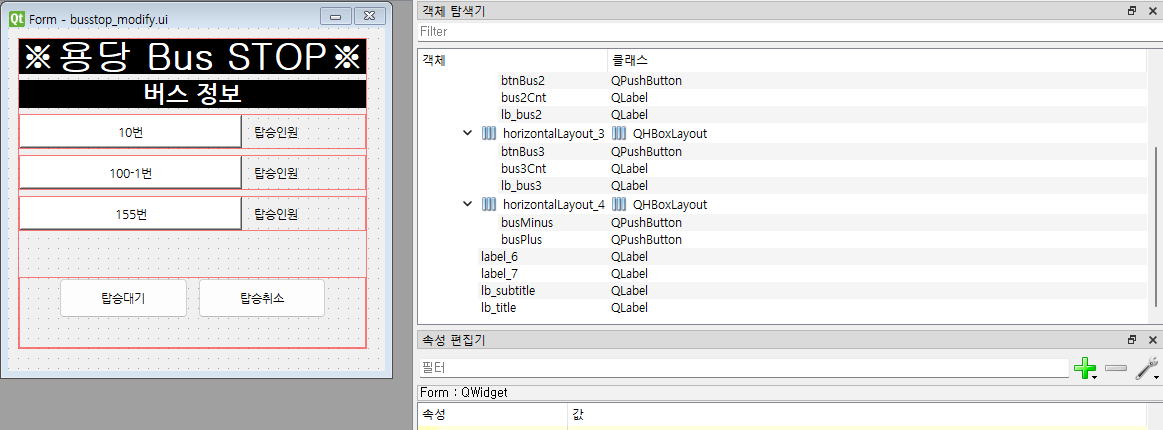 Qt Form - busstop_modify.ui
※용당 Bus STOP※
버스 정보
10번 탑승인원
100-1번 탑승인원
155번 탑승인원
탑승대기 탑승취소
객체 탐색기
Filter
객체 클래스
btnBus2 QPushButton
bus2Cnt QLabel
lb_bus2 QLabel
horizontalLayout_3 QHBoxLayout
btnBus3 QPushButton
bus3Cnt QLabel
lb_bus3 QLabel
horizontalLayout_4 QHBoxLayout
busMinus QPushButton
busPlus QPushButton
label_6 QLabel
label_7 QLabel
lb_subtitle QLabel
lb_title QLabel
속성 편집기
필터
Form : QWidget
속성 값